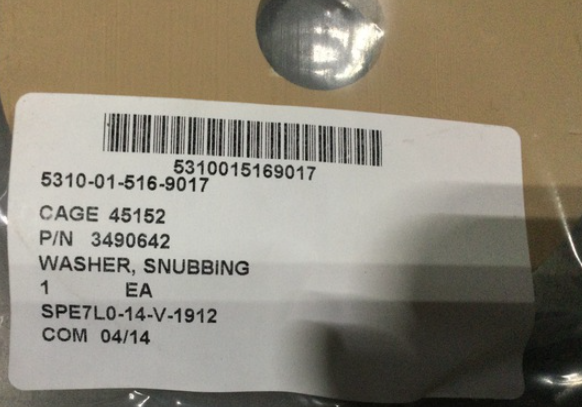 5310015169017
5310-01-516-9017
CAGE 45152
P/N 3490642
WASHER, SNUBBING
1 EA
SPE7L0-14-V-1912
COM 04/14